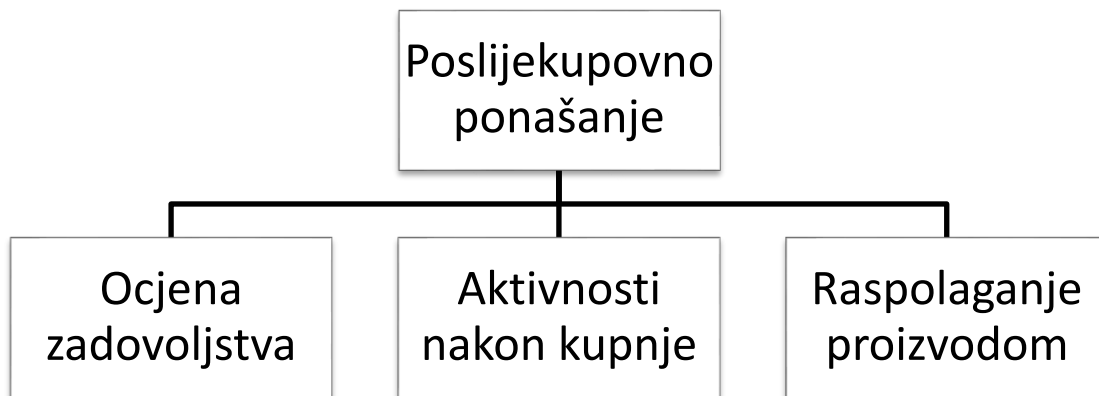 Poslijekupovno
ponašanje
Ocjena
zadovoljstva
Aktivnosti
nakon kupnje
Raspolaganje
proizvodom